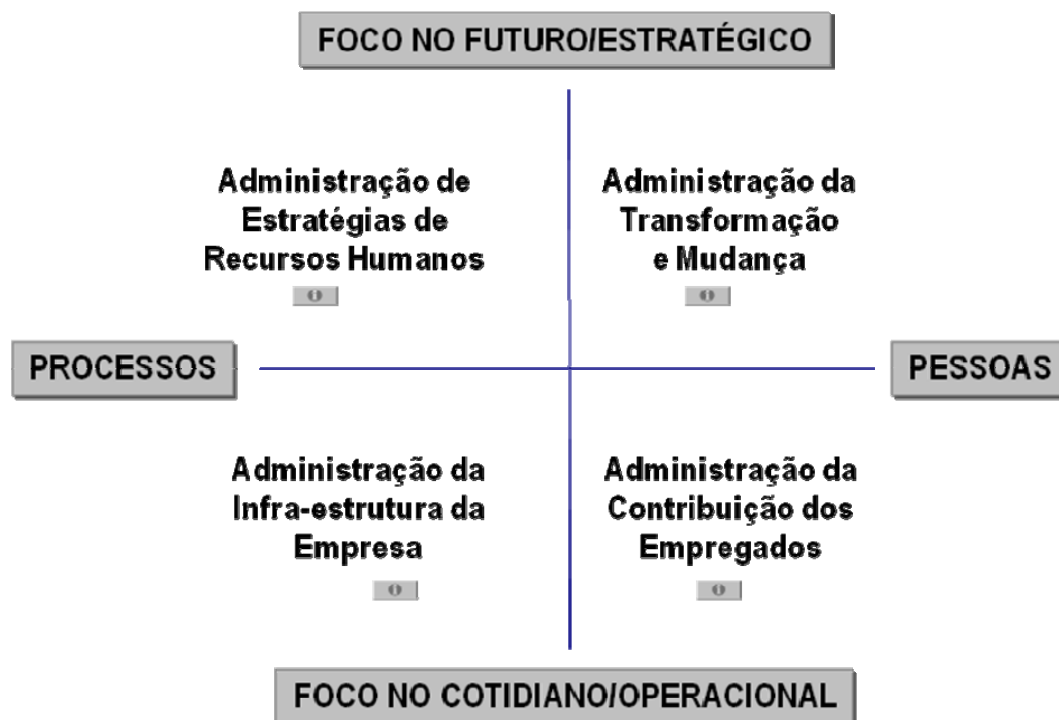 FOCO NO FUTURO/ESTRATÉGICO
Administração de
Estratégias de
Recursos Humanos
Administração da
Transformação
e Mudança
PROCESSOS
PESSOAS
Administração da
Infra-estrutura da
Empresa
Administração da
Contribuição dos
Empregados
FOCO NO COTIDIANO/OPERACIONAL